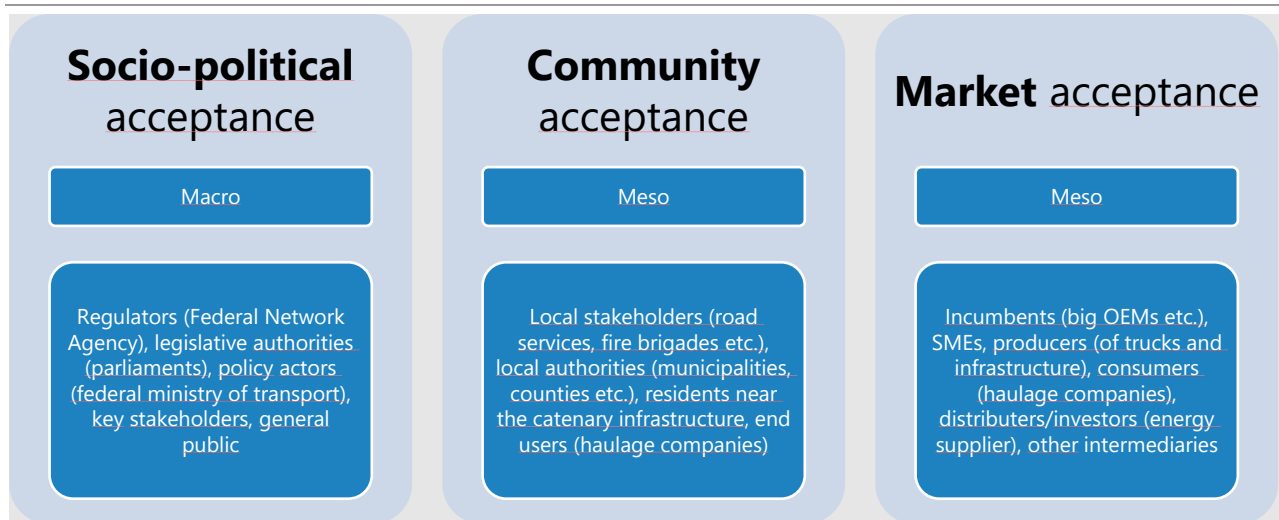 Socio-political
acceptance
Macro
Regulators (Federal Network
Agency), legislative authorities
(parliaments), policy actors
(federal ministry of transport),
key stakeholders, general
public
Community
acceptance
Meso
Local stakeholders (road
services, fire brigades etc.),
local authorities (municipalities,
counties etc.), residents near
the catenary infrastructure, end
users (haulage companies)
Market acceptance
Meso
Incumbents (big OEMs etc.),
SMEs, producers (of trucks and
infrastructure), consumers
(haulage companies),
distributers/investors (energy
supplier), other intermediaries